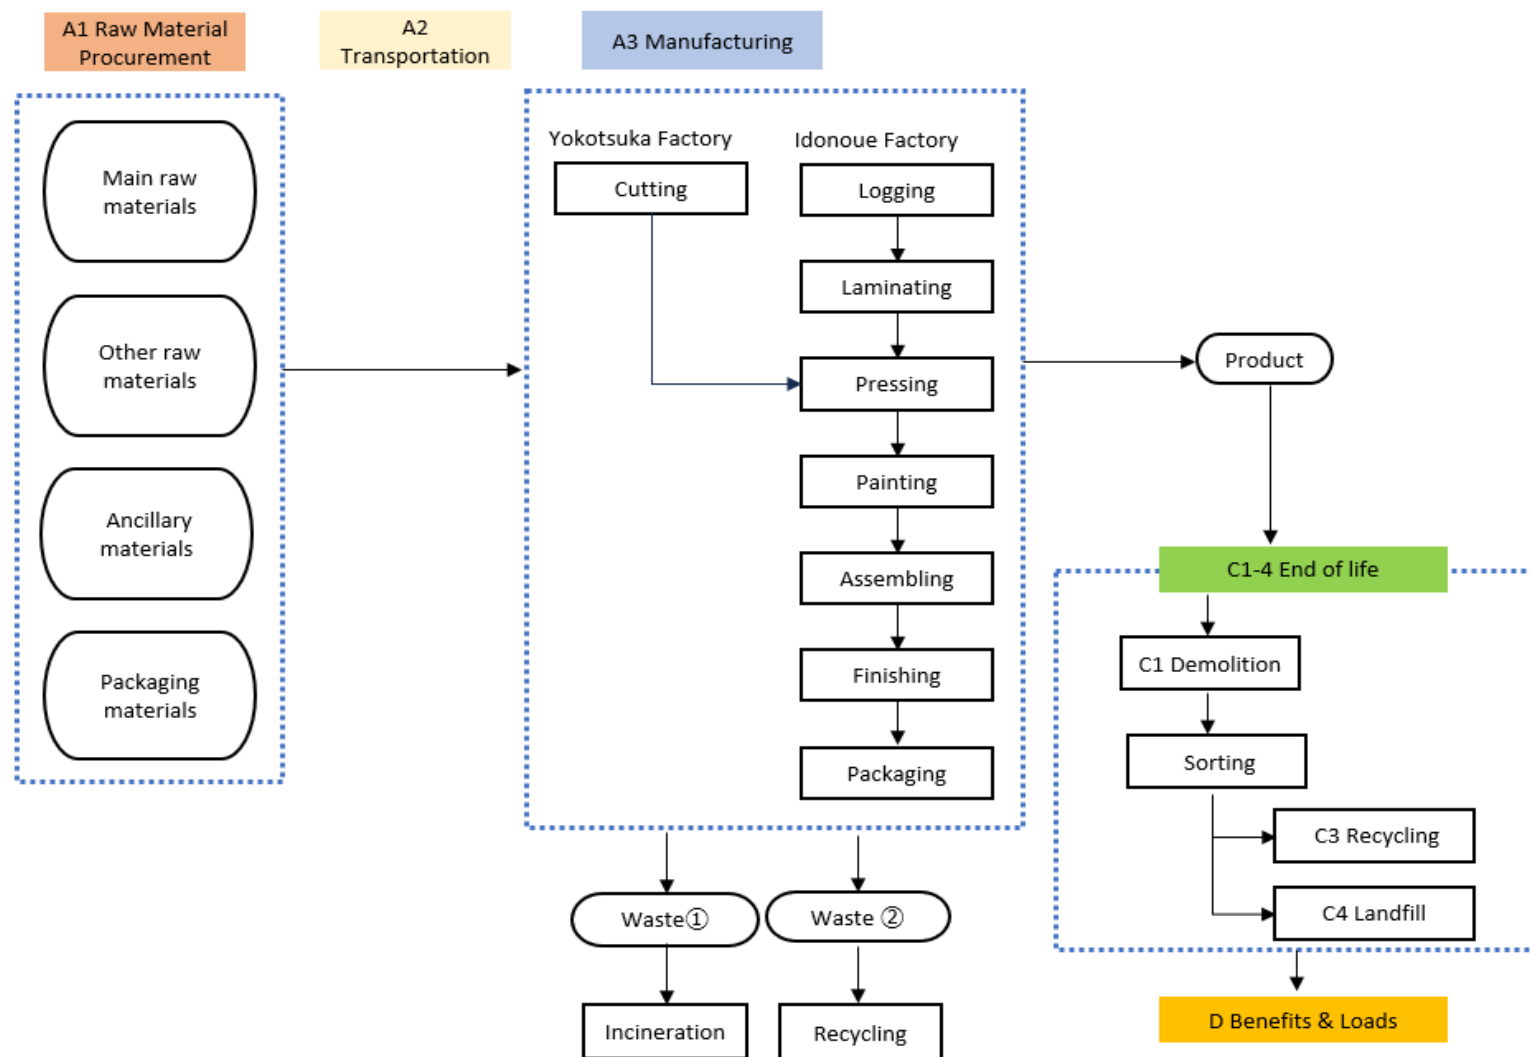 A1 Raw Material
Procurement
A2
Transportation
A3 Manufacturing
Main raw
materials
Other raw
materials
Ancillary
materials
Packaging
materials
Yokotsuka Factory
Cutting
Idonoue Factory
Logging
Laminating
Pressing
Painting
Assembling
Finishing
Packaging
Waste①
Incineration
Waste ②
Recycling
Product
C1-4 End of life
C1 Demolition
Sorting
C3 Recycling
C4 Landfill
D Benefits & Loads